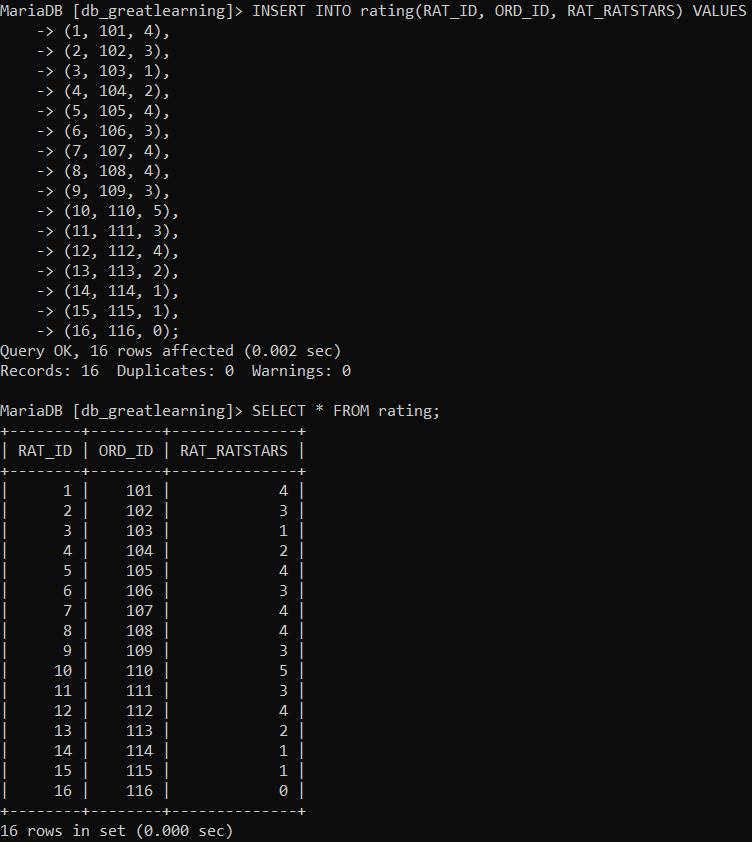 MariaDB [db_greatlearning]> INSERT INTO rating(RAT_ID, ORD_ID, RAT_RATSTARS) VALUES
    -> (1, 101, 4),
    -> (2, 102, 3),
    -> (3, 103, 1),
    -> (4, 104, 2),
    -> (5, 105, 4),
    -> (6, 106, 3),
    -> (7, 107, 4),
    -> (8, 108, 4),
    -> (9, 109, 3),
    -> (10, 110, 5),
    -> (11, 111, 3),
    -> (12, 112, 4),
    -> (13, 113, 2),
    -> (14, 114, 1),
    -> (15, 115, 1),
    -> (16, 116, 0);
Query OK, 16 rows affected (0.002 sec)
Records: 16  Duplicates: 0  Warnings: 0

MariaDB [db_greatlearning]> SELECT * FROM rating;
+--------+--------+--------------+
| RAT_ID | ORD_ID | RAT_RATSTARS |
+--------+--------+--------------+
|      1 |    101 |            4 |
|      2 |    102 |            3 |
|      3 |    103 |            1 |
|      4 |    104 |            2 |
|      5 |    105 |            4 |
|      6 |    106 |            3 |
|      7 |    107 |            4 |
|      8 |    108 |            4 |
|      9 |    109 |            3 |
|     10 |    110 |            5 |
|     11 |    111 |            3 |
|     12 |    112 |            4 |
|     13 |    113 |            2 |
|     14 |    114 |            1 |
|     15 |    115 |            1 |
|     16 |    116 |            0 |
+--------+--------+--------------+
16 rows in set (0.000 sec)